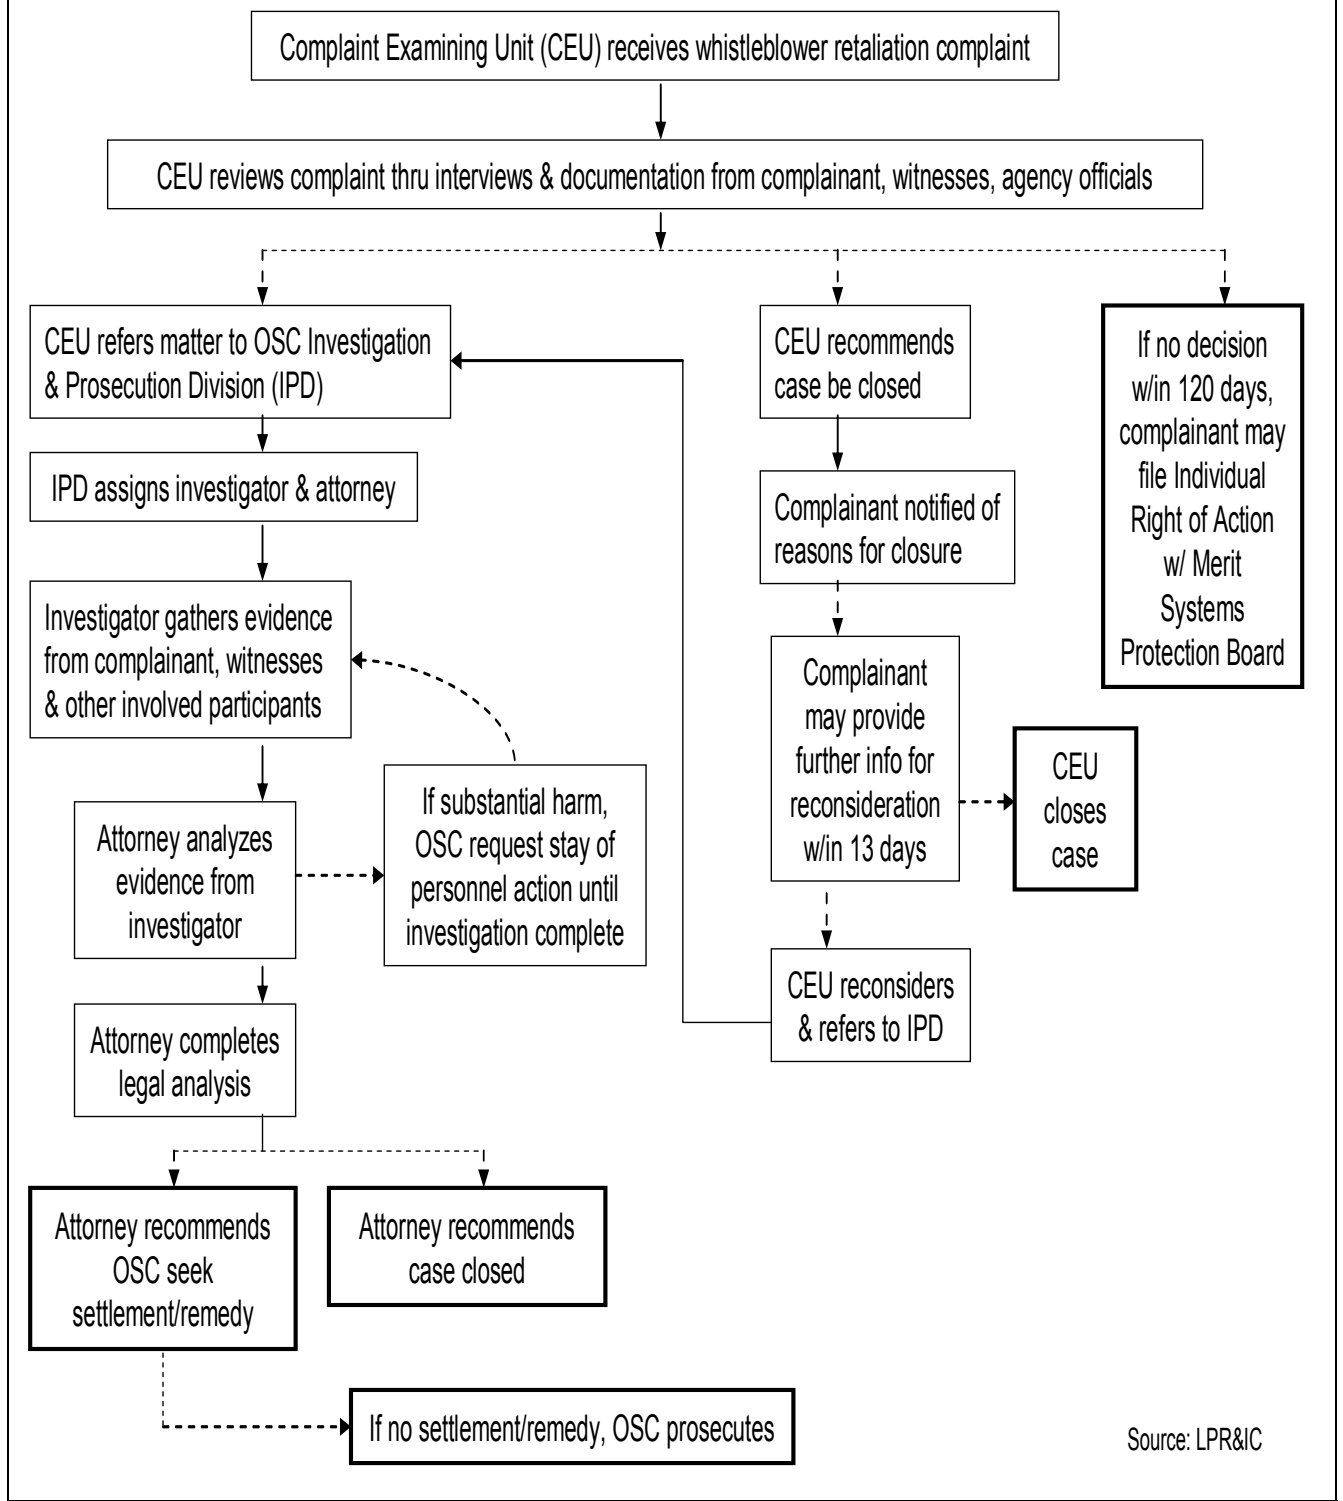 Complaint Examining Unit (CEU) receives whistleblower retaliation complaint
CEU reviews complaint thru interviews & documentation from complainant, witnesses, agency officials
CEU refers matter to OSC Investigation
& Prosecution Division (IPD)
IPD assigns investigator & attorney
Investigator gathers evidence
from complainant, witnesses
& other involved participants
Attorney analyzes
evidence from
investigator
If substantial harm,
OSC request stay of
personnel action until
investigation complete
Attorney completes
legal analysis
Attorney recommends
OSC seek
settlement/remedy
Attorney recommends
case closed
If no settlement/remedy, OSC prosecutes
CEU recommends
case be closed
Complainant notified of
reasons for closure
Complainant
may provide
further info for
reconsideration
w/in 13 days
CEU
closes
case
CEU reconsiders
& refers to IPD
If no decision
w/in 120 days,
complainant may
file Individual
Right of Action
w/ Merit
Systems
Protection Board
Source: LPR&IC